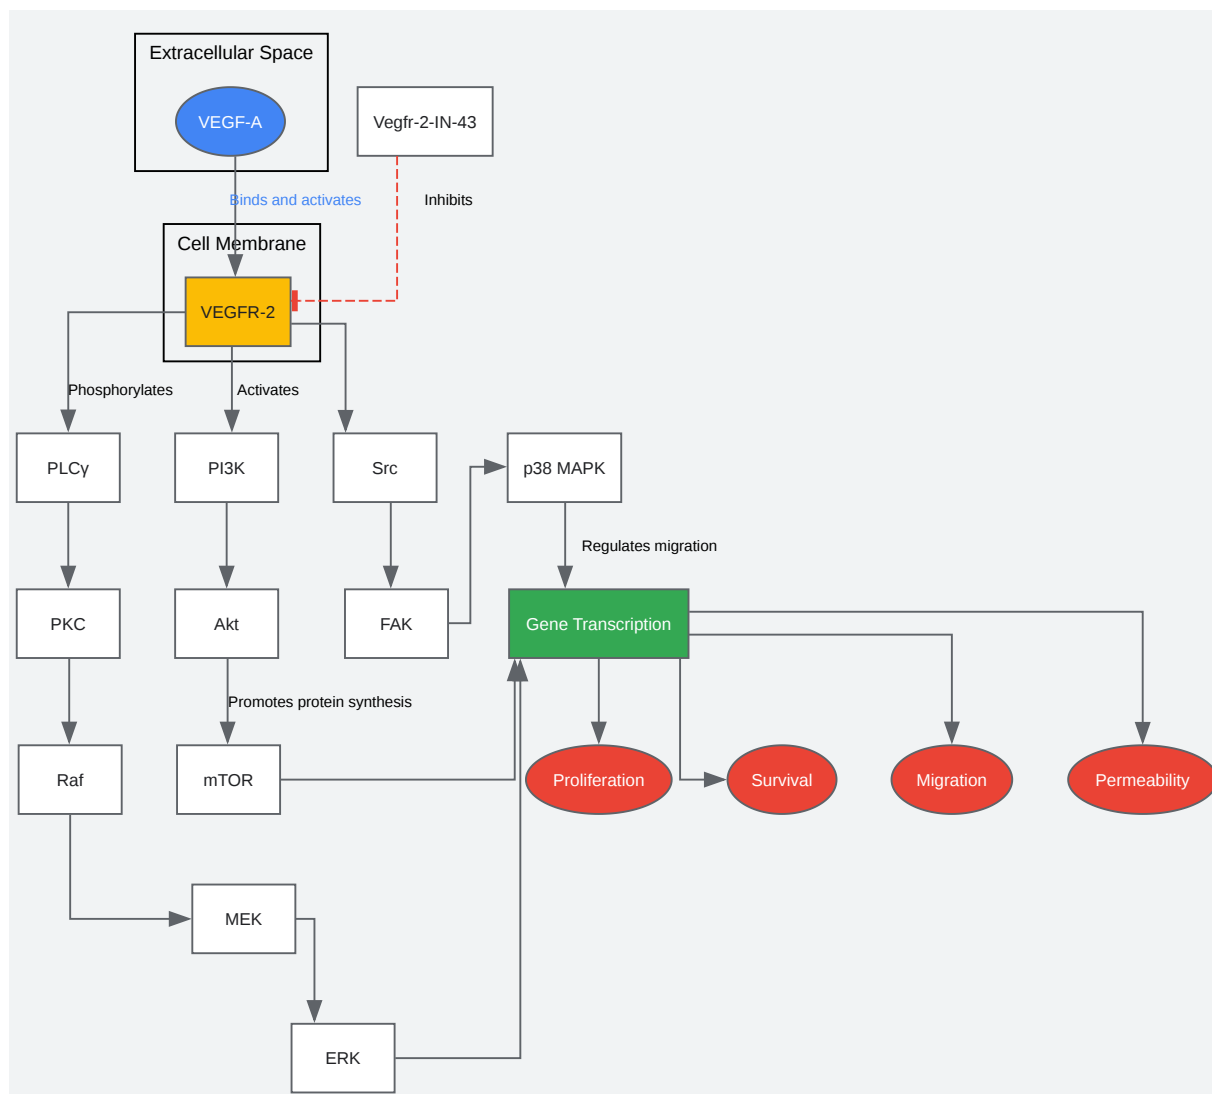 Extracellular Space
VEGF-A
Vegfr-2-IN-43
Binds and activates
Inhibits
Cell Membrane
VEGFR-2
Phosphorylates
Activates
PLCγ
PI3K
Src
p38 MAPK
Regulates migration
PKC
Akt
FAK
Gene Transcription
Promotes protein synthesis
Raf
mTOR
Proliferation
Survival
Migration
Permeability
MEK
ERK